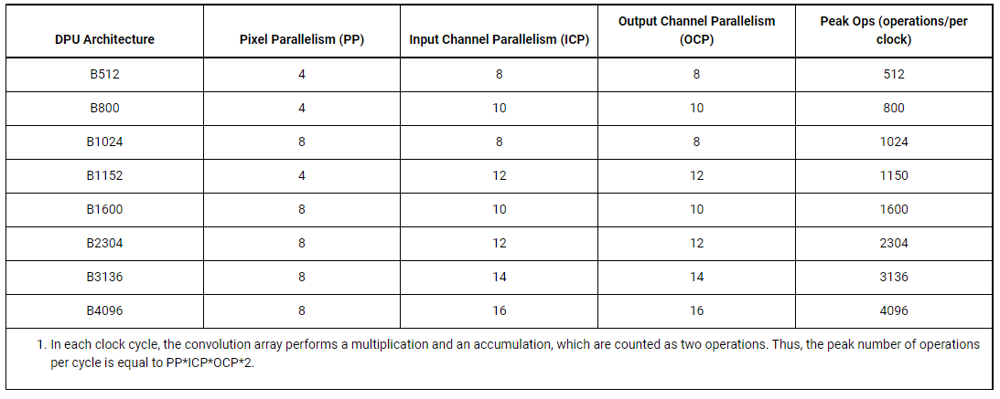 DPU Architecture Pixel Parallelism (PP) Input Channel Parallelism (ICP) Output Channel Parallelism (OCP) Peak Ops (operations/per clock)
B512 4 8 8 512
B800 4 10 10 800
B1024 8 8 8 1024
B1152 4 12 12 1150
B1600 8 10 10 1600
B2304 8 12 12 2304
B3136 8 14 14 3136
B4096 8 16 16 4096
1. In each clock cycle, the convolution array performs a multiplication and an accumulation, which are counted as two operations. Thus, the peak number of operations
per cycle is equal to PP*ICP*OCP*2.